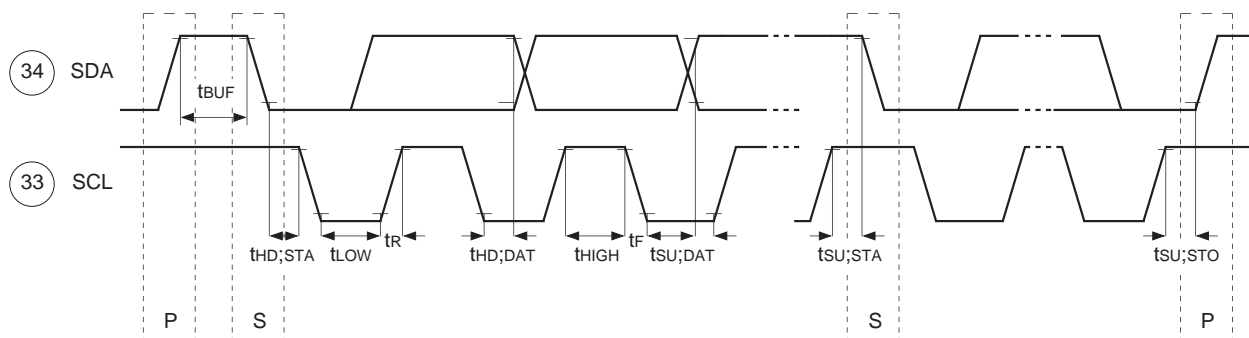 34 SDA
tBUF
33 SCL
tHD;STA tLOW tR tHD;DAT tHIGH tF tSU;DAT tSU;STA tSU;STO
P S S P